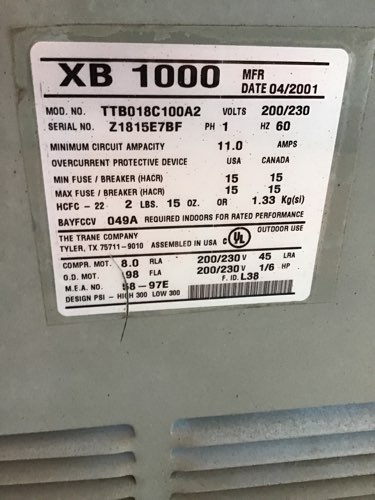 XB 1000 MFR DATE 04/2001
MOD. NO. TTB018C100A2 VOLTS 200/230
SERIAL NO. Z1815E7BF PH 1 HZ 60
MINIMUM CIRCUIT AMPACITY 11.0 AMPS
OVERCURRENT PROTECTIVE DEVICE USA CANADA
MIN FUSE / BREAKER (HACR) 15 15
MAX FUSE / BREAKER (HACR) 15 15
HCFC - 22 2 LBS. 15 OZ. OR 1.33 Kg(si)
BAYFCCV 049A REQUIRED INDOORS FOR RATED PERFORMANCE
THE TRANE COMPANY OUTDOOR USE
TYLER, TX 75711-9010 ASSEMBLED IN USA C UL
COMPR. MOT. 8.0 RLA 200/230 V 45 LRA
O.D. MOT. .98 FLA 200/230 V 1/6 HP
M.E.A. NO. 58 - 97E F. ID. L38
DESIGN PSI - HIGH 300 LOW 300